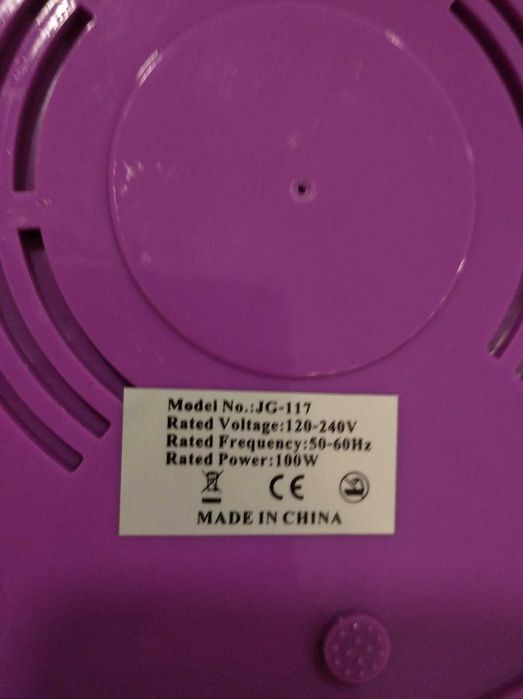 Model No.:JG-117
Rated Voltage:120-240V
Rated Frequency:50-60Hz
Rated Power:100W
CE
MADE IN CHINA